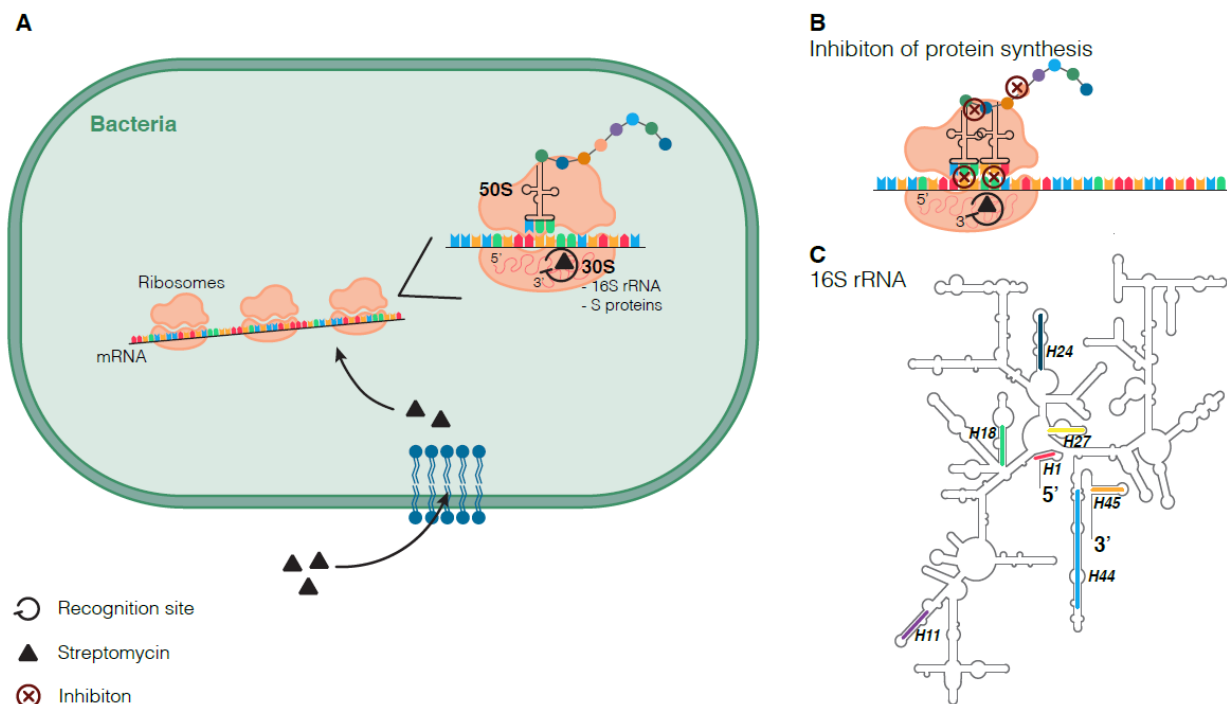 A
Bacteria
50S
5'
3'
30S
- 16S rRNA
- S proteins
Ribosomes
mRNA
Recognition site
Streptomycin
Inhibiton
B
Inhibiton of protein synthesis
5'
3'
C
16S rRNA
H24
H18
H27
H1
5'
H45
3'
H44
H11